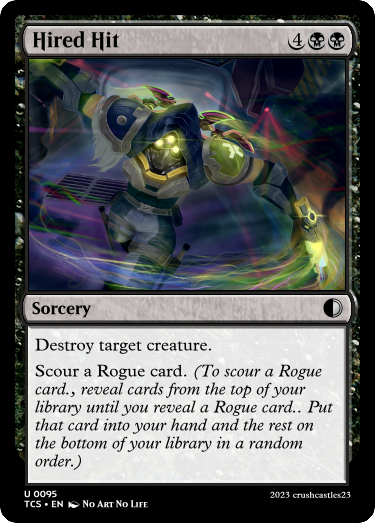 Hired Hit 4
Sorcery
Destroy target creature.
Scour a Rogue card. (To scour a Rogue
card., reveal cards from the top of your
library until you reveal a Rogue card.. Put
that card into your hand and the rest on
the bottom of your library in a random
order.)
U 0095
TCS • EN No Art No Life
2023 crushcastles23